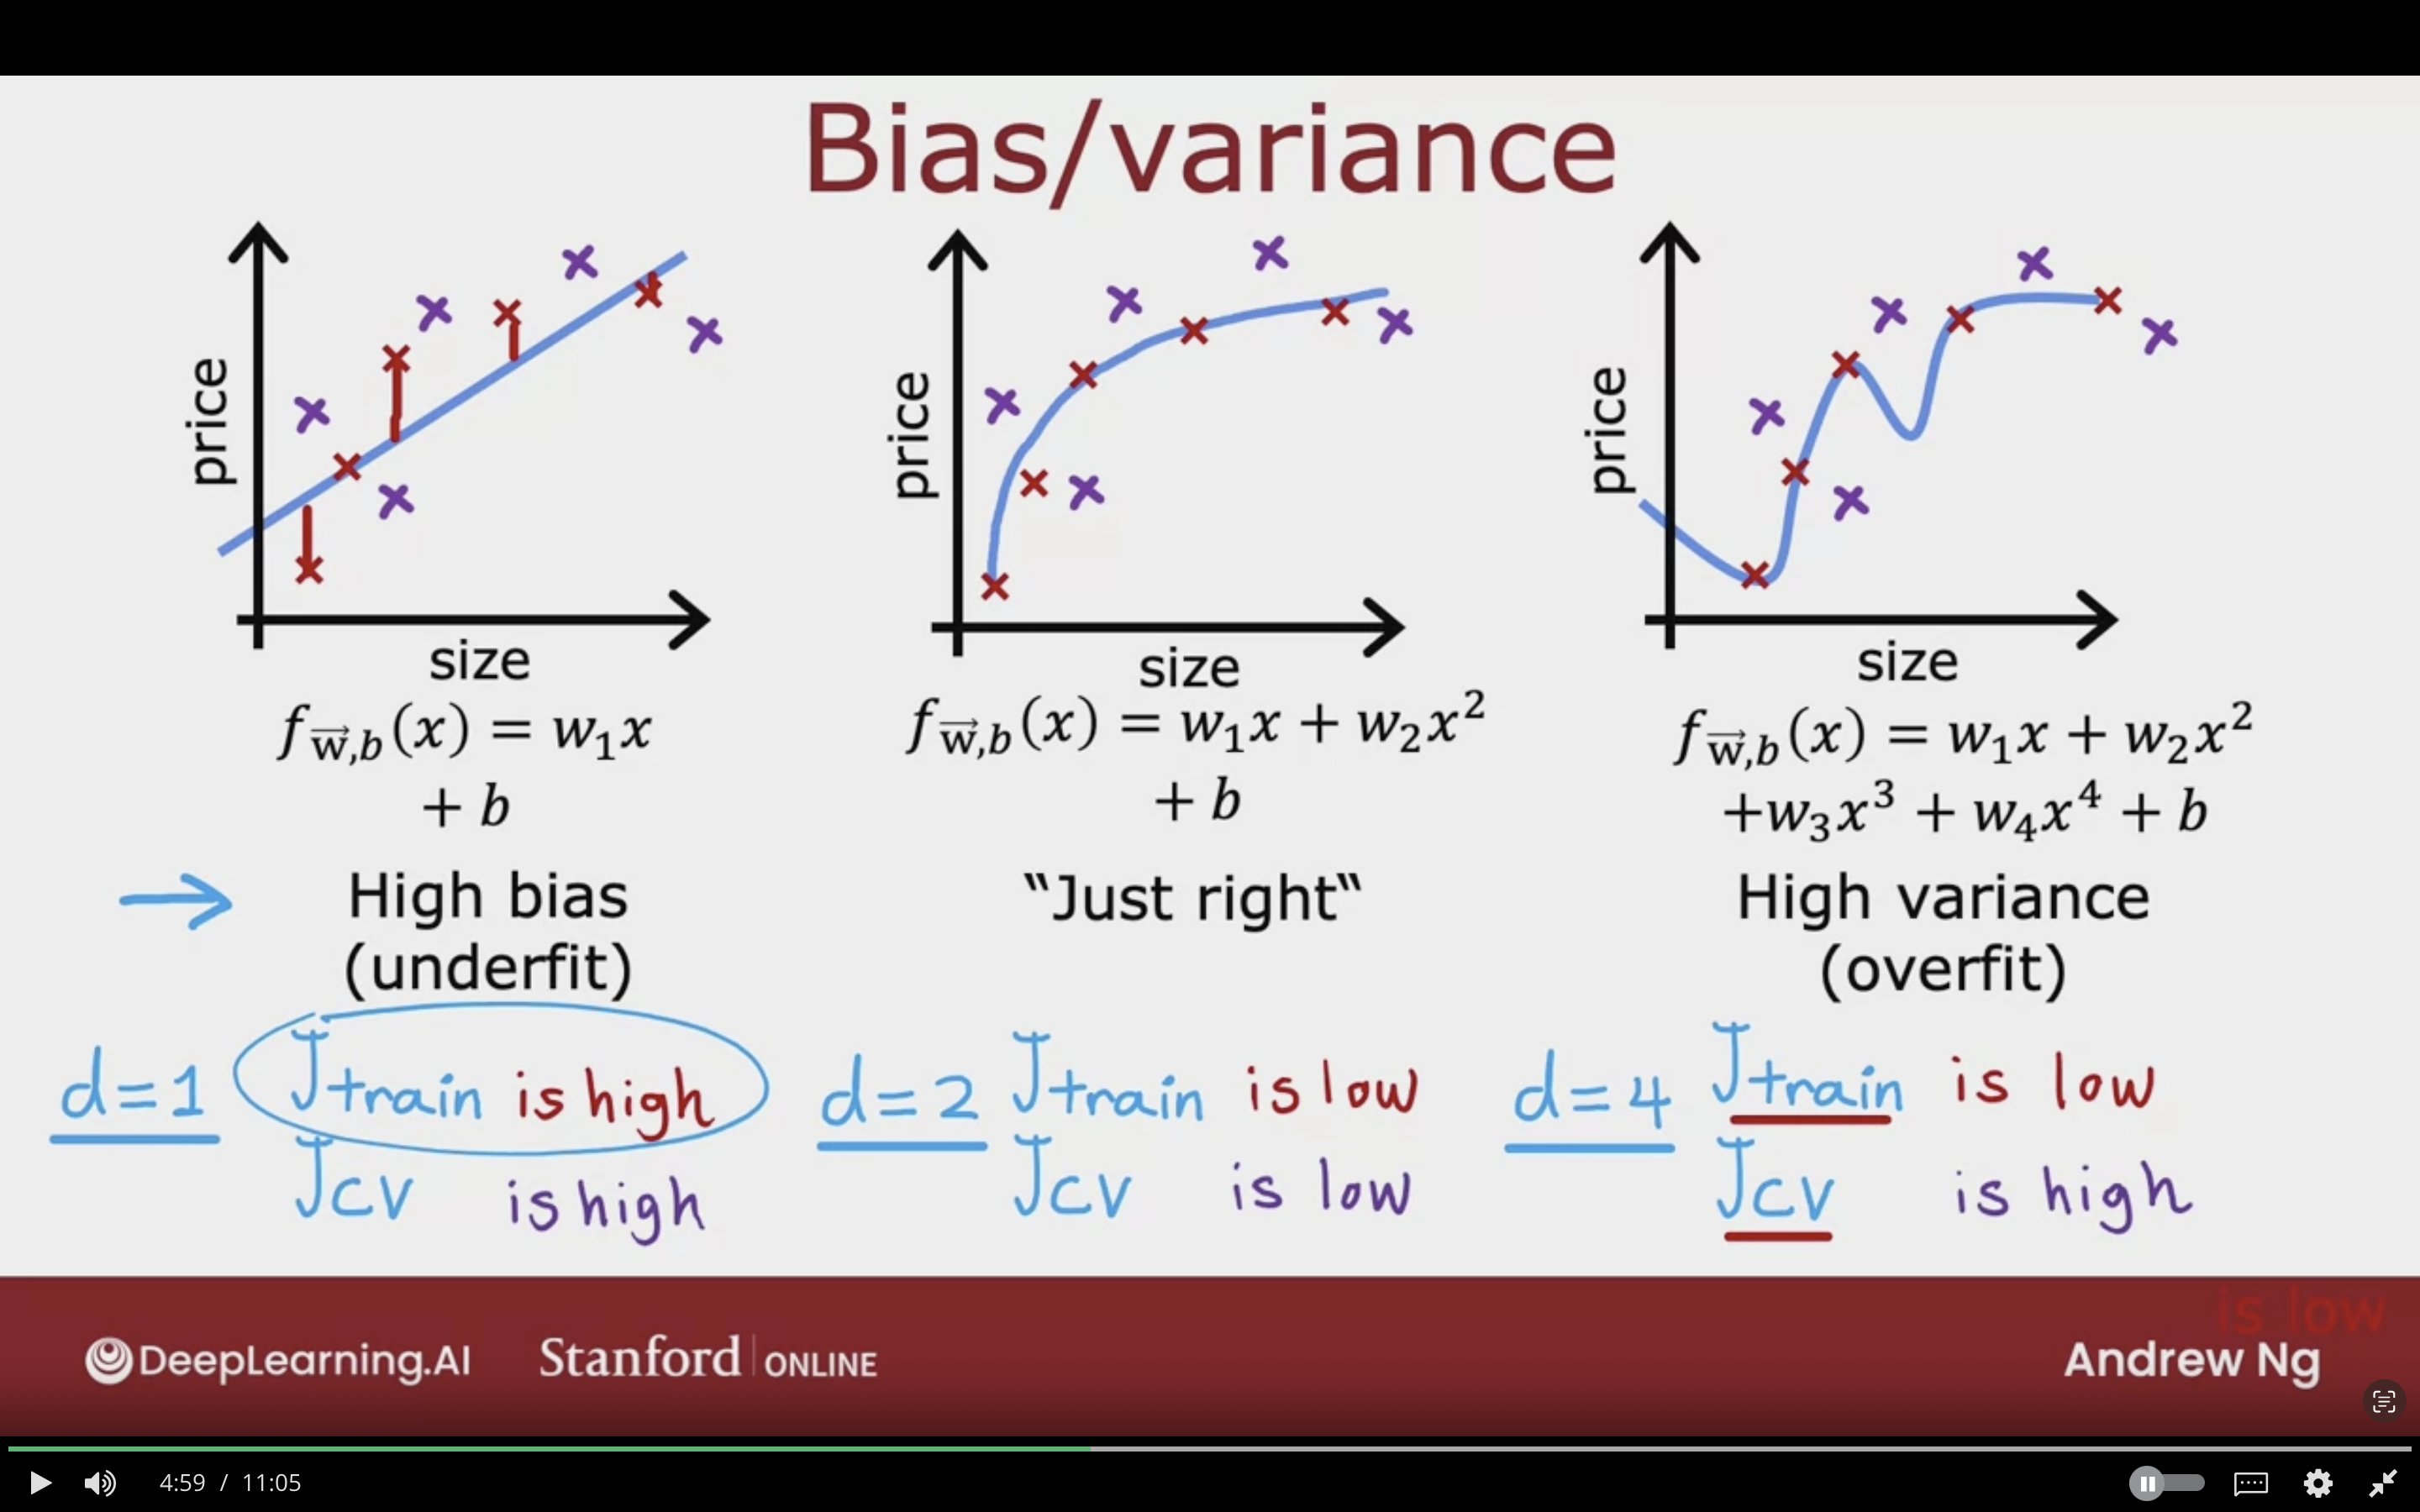 Bias/variance
price
size
f_{\vec{w},b}(x) = w_1x
+ b
High bias
(underfit)
d=1
J_{train} is high
J_{cv} is high
price
size
f_{\vec{w},b}(x) = w_1x + w_2x^2
+ b
“Just right“
d=2
J_{train} is low
J_{cv} is low
price
size
f_{\vec{w},b}(x) = w_1x + w_2x^2
+w_3x^3 + w_4x^4 + b
High variance
(overfit)
d=4
J_{train} is low
J_{cv} is high
is low
DeepLearning.AI
Stanford | ONLINE
Andrew Ng
4:59 / 11:05